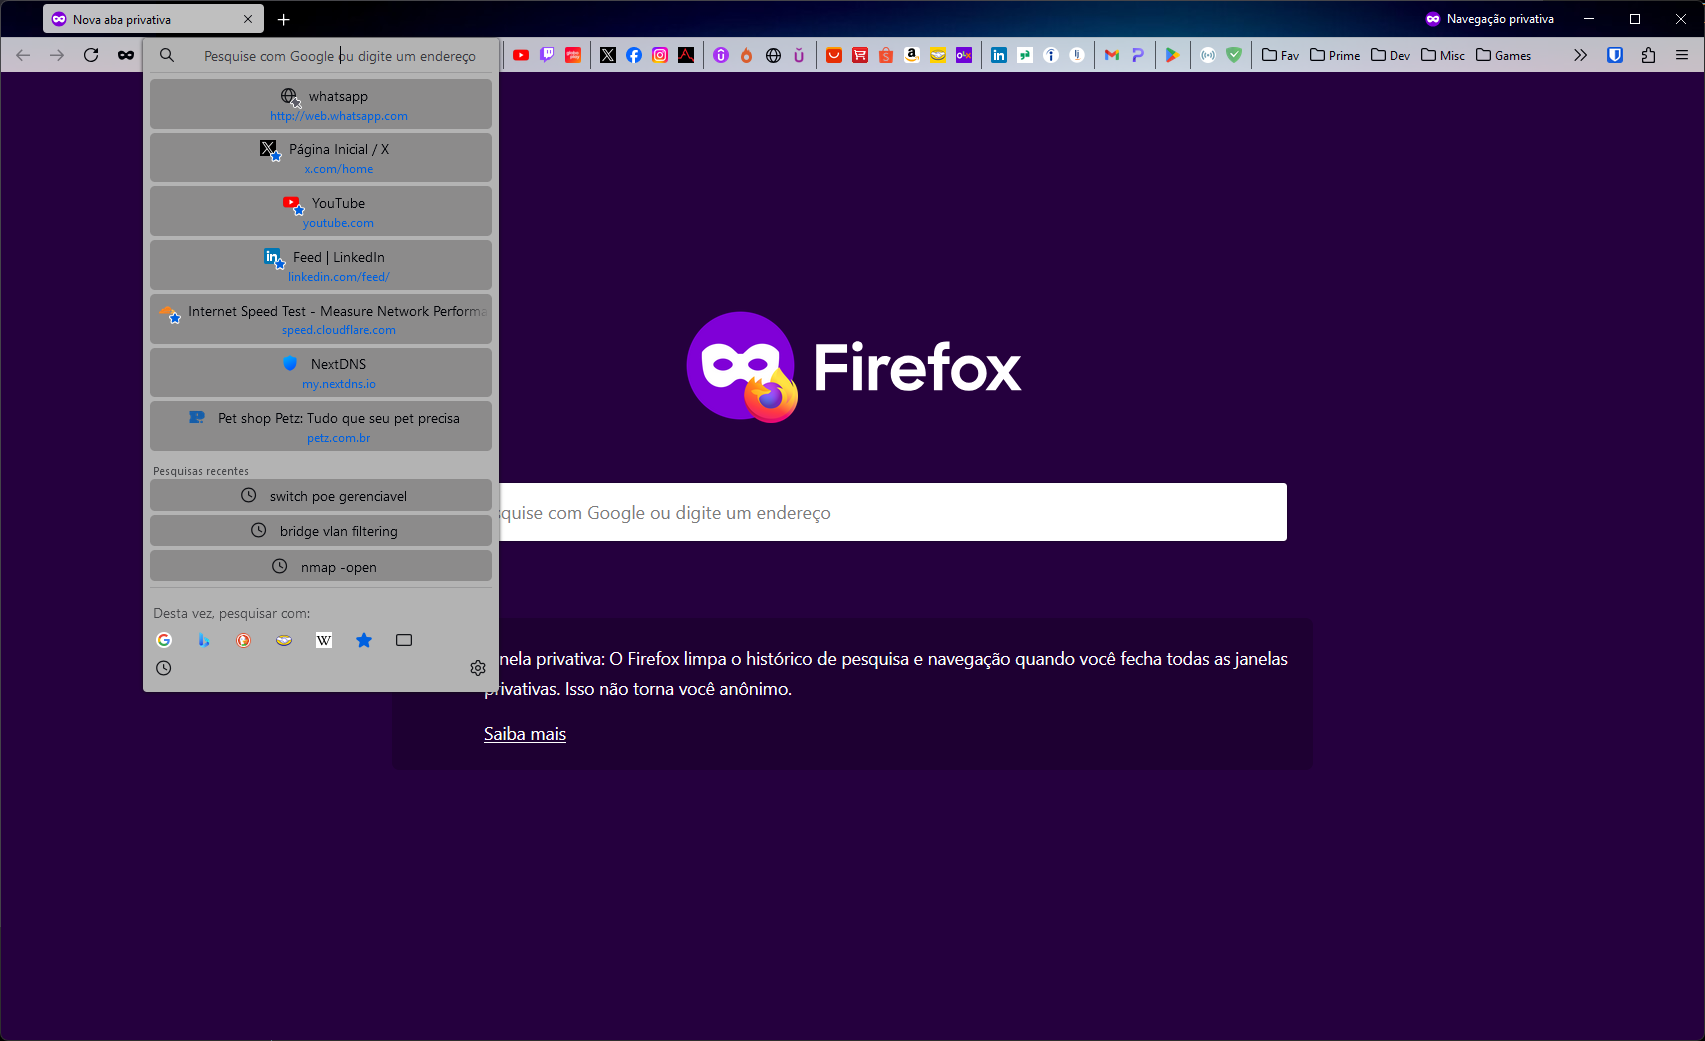 Nova aba privativa
Navegação privativa
Pesquise com Google ou digite um endereço
Fav
Prime
Dev
Misc
Games
whatsapp
http://web.whatsapp.com
Página Inicial / X
x.com/home
YouTube
youtube.com
Feed | LinkedIn
linkedin.com/feed/
Internet Speed Test - Measure Network Performa
speed.cloudflare.com
NextDNS
my.nextdns.io
Pet shop Petz: Tudo que seu pet precisa
petz.com.br
Pesquisas recentes
switch poe gerenciavel
bridge vlan filtering
nmap -open
Desta vez, pesquisar com:
Firefox
squise com Google ou digite um endereço
nela privativa: O Firefox limpa o histórico de pesquisa e navegação quando você fecha todas as janelas
privativas. Isso não torna você anônimo.
Saiba mais